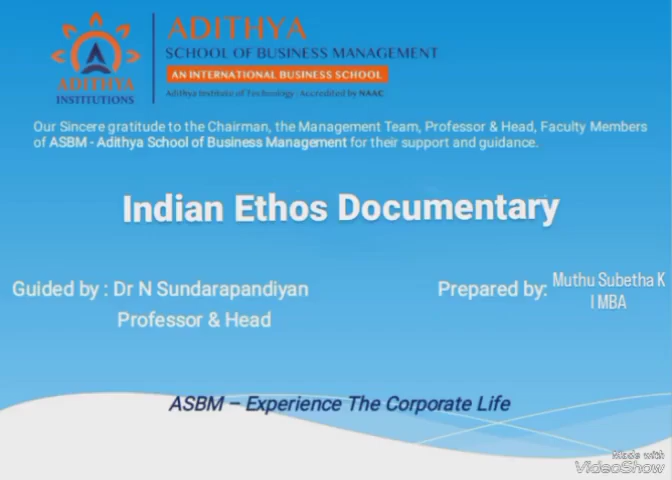 ADITHYA
INSTITUTIONS
ADITHYA
SCHOOL OF BUSINESS MANAGEMENT
AN INTERNATIONAL BUSINESS SCHOOL
Adithya Institute of Technology - Accredited by NAAC
Our Sincere gratitude to the Chairman, the Management Team, Professor & Head, Faculty Members
of ASBM - Adithya School of Business Management for their support and guidance.
Indian Ethos Documentary
Guided by : Dr N Sundarapandiyan
Professor & Head
Prepared by: Muthu Subetha K
I MBA
ASBM – Experience The Corporate Life
Made with
VideoShow